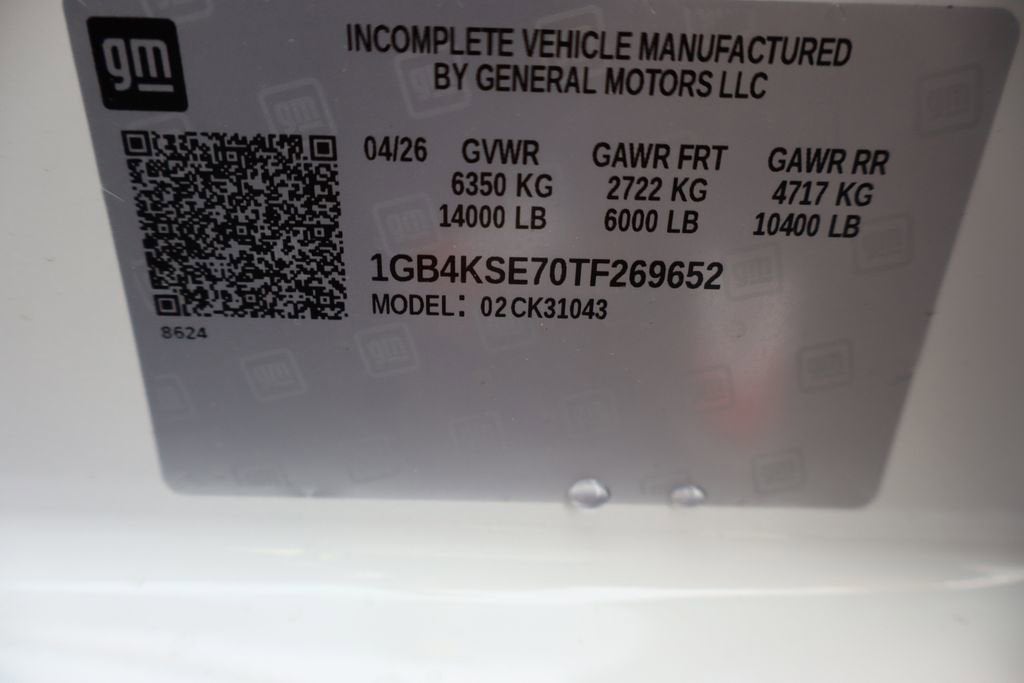 gm
INCOMPLETE VEHICLE MANUFACTURED
BY GENERAL MOTORS LLC
04/26 GVWR GAWR FRT GAWR RR
6350 KG 2722 KG 4717 KG
14000 LB 6000 LB 10400 LB
1GB4KSE70TF269652
MODEL: 02CK31043
8624